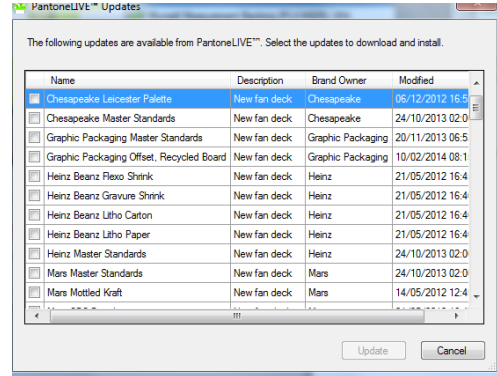 PantoneLIVE™ Updates
The following updates are available from PantoneLIVE™. Select the updates to download and install.
Name Description Brand Owner Modified
Chesapeake Leicester Palette New fan deck Chesapeake 06/12/2012 16:5
Chesapeake Master Standards New fan deck Chesapeake 24/10/2013 02:0
Graphic Packaging Master Standards New fan deck Graphic Packaging 20/11/2013 06:5
Graphic Packaging Offset, Recycled Board New fan deck Graphic Packaging 10/02/2014 08:1
Heinz Beanz Flexo Shrink New fan deck Heinz 21/05/2012 16:4
Heinz Beanz Gravure Shrink New fan deck Heinz 21/05/2012 16:4
Heinz Beanz Litho Carton New fan deck Heinz 21/05/2012 16:4
Heinz Beanz Litho Paper New fan deck Heinz 21/05/2012 16:4
Heinz Master Standards New fan deck Heinz 24/10/2013 02:0
Mars Master Standards New fan deck Mars 24/10/2013 02:0
Mars Mottled Kraft New fan deck Mars 14/05/2012 12:4
Update Cancel